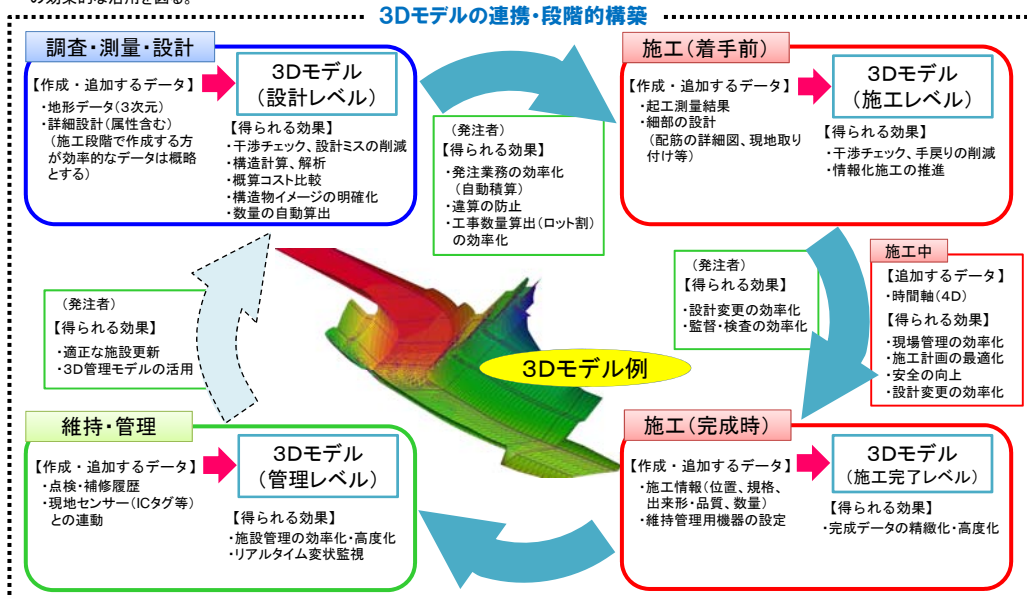 の効果的な活用を図る。
3Dモデルの連携・段階的構築
調査・測量・設計
【作成・追加するデータ】
・地形データ(3次元)
・詳細設計(属性含む)
(施工段階で作成する方
が効率的なデータは概略
とする)
3Dモデル
(設計レベル)
【得られる効果】
・干渉チェック、設計ミスの削減
・構造計算、解析
・概算コスト比較
・構造物イメージの明確化
・数量の自動算出
(発注者)
【得られる効果】
・発注業務の効率化
(自動積算)
・違算の防止
・工事数量算出(ロット割)
の効率化
施工(着手前)
【作成・追加するデータ】
・起工測量結果
・細部の設計
(配筋の詳細図、現地取り
付け等)
3Dモデル
(施工レベル)
【得られる効果】
・干渉チェック、手戻りの削減
・情報化施工の推進
(発注者)
【得られる効果】
・設計変更の効率化
・監督・検査の効率化
施工中
【追加するデータ】
・時間軸(4D)
【得られる効果】
・現場管理の効率化
・施工計画の最適化
・安全の向上
・設計変更の効率化
(発注者)
【得られる効果】
・適正な施設更新
・3D管理モデルの活用
3Dモデル例
維持・管理
【作成・追加するデータ】
・点検・補修履歴
・現地センサー(ICタグ等)
との連動
3Dモデル
(管理レベル)
【得られる効果】
・施設管理の効率化・高度化
・リアルタイム変状監視
施工(完成時)
【作成・追加するデータ】
・施工情報(位置、規格、
出来形・品質、数量)
・維持管理用機器の設定
3Dモデル
(施工完了レベル)
【得られる効果】
・完成データの精緻化・高度化